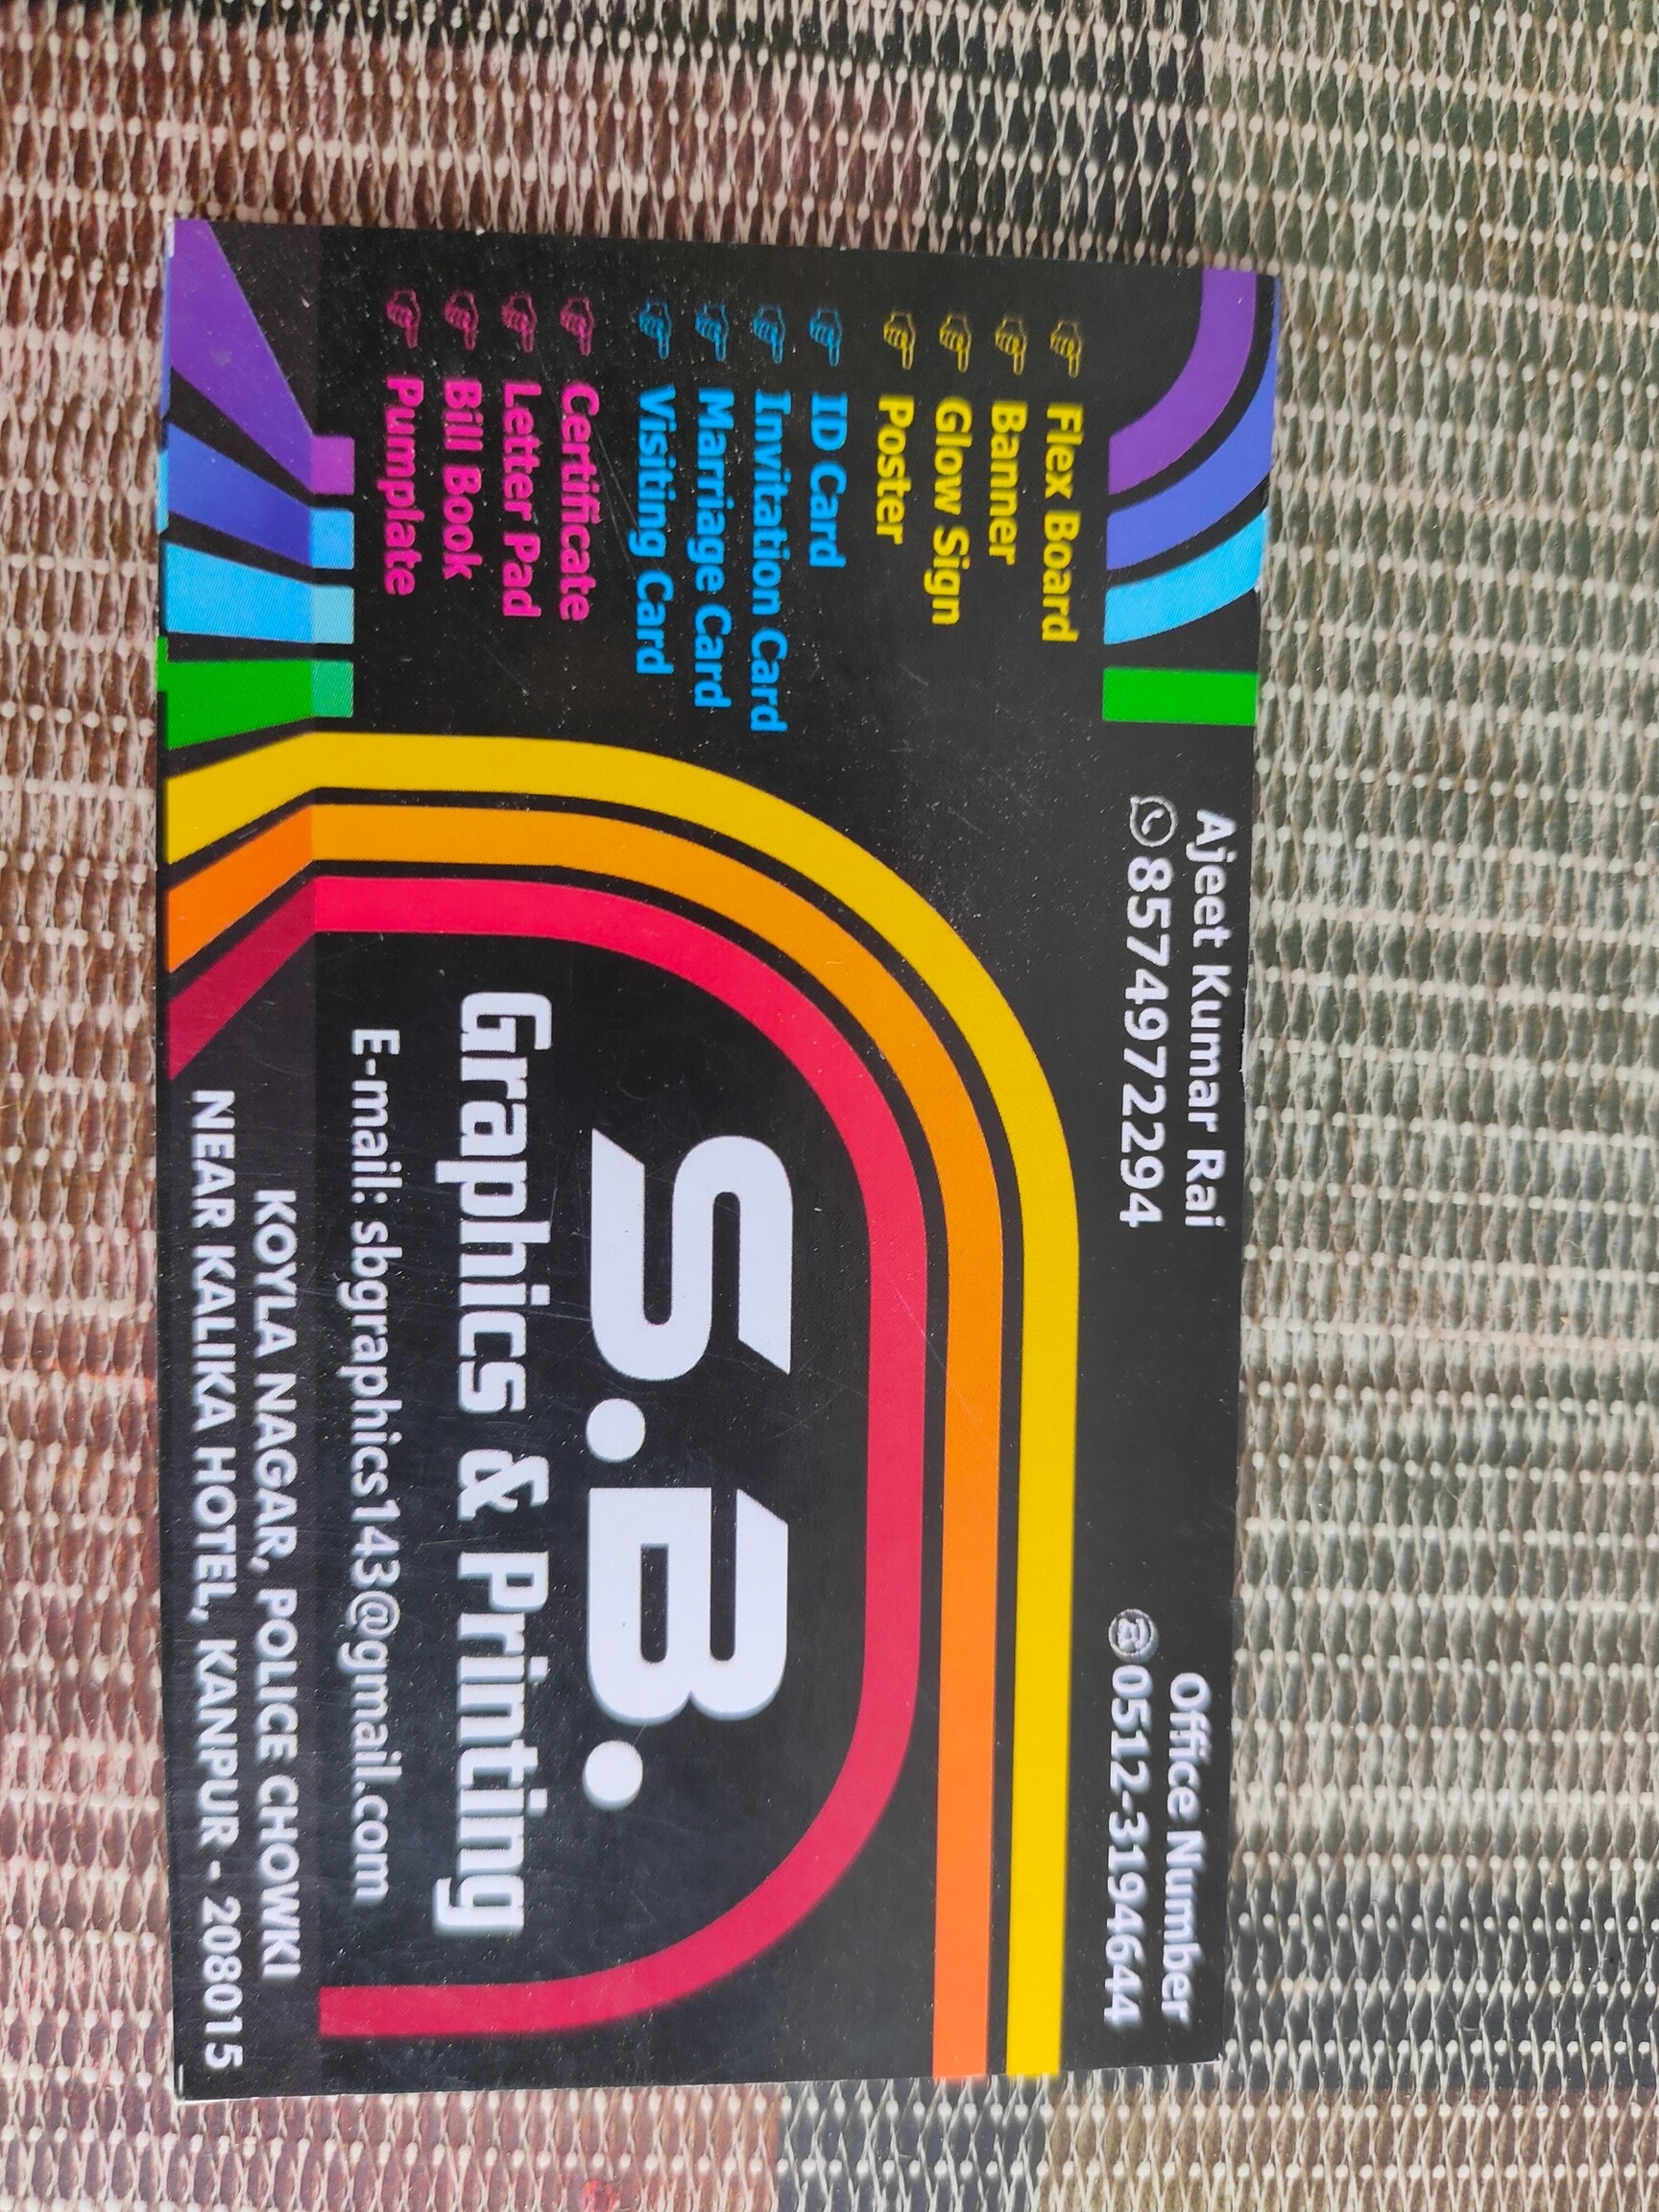 Ajeet Kumar Rai
8574972294
Office Number
0512-3194644
Flex Board
Banner
Glow Sign
Poster
ID Card
Invitation Card
Marriage Card
Visiting Card
Certificate
Letter Pad
Bill Book
Pumplate
S.B.
Graphics & Printing
E-mail: sbgraphics143@gmail.com
KOYLA NAGAR, POLICE CHOWKI
NEAR KALIKA HOTEL, KANPUR - 208015